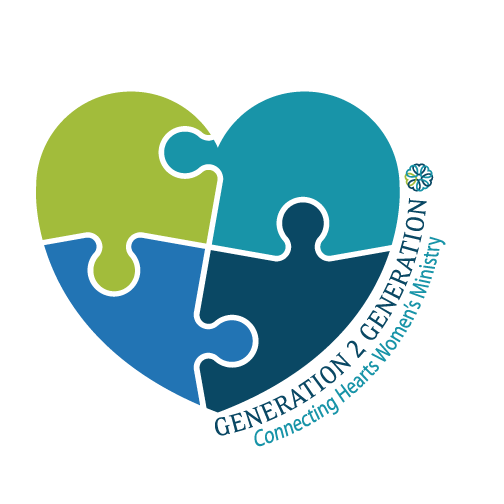 GENERATION 2 GENERATION
Connecting Hearts Women's Ministry